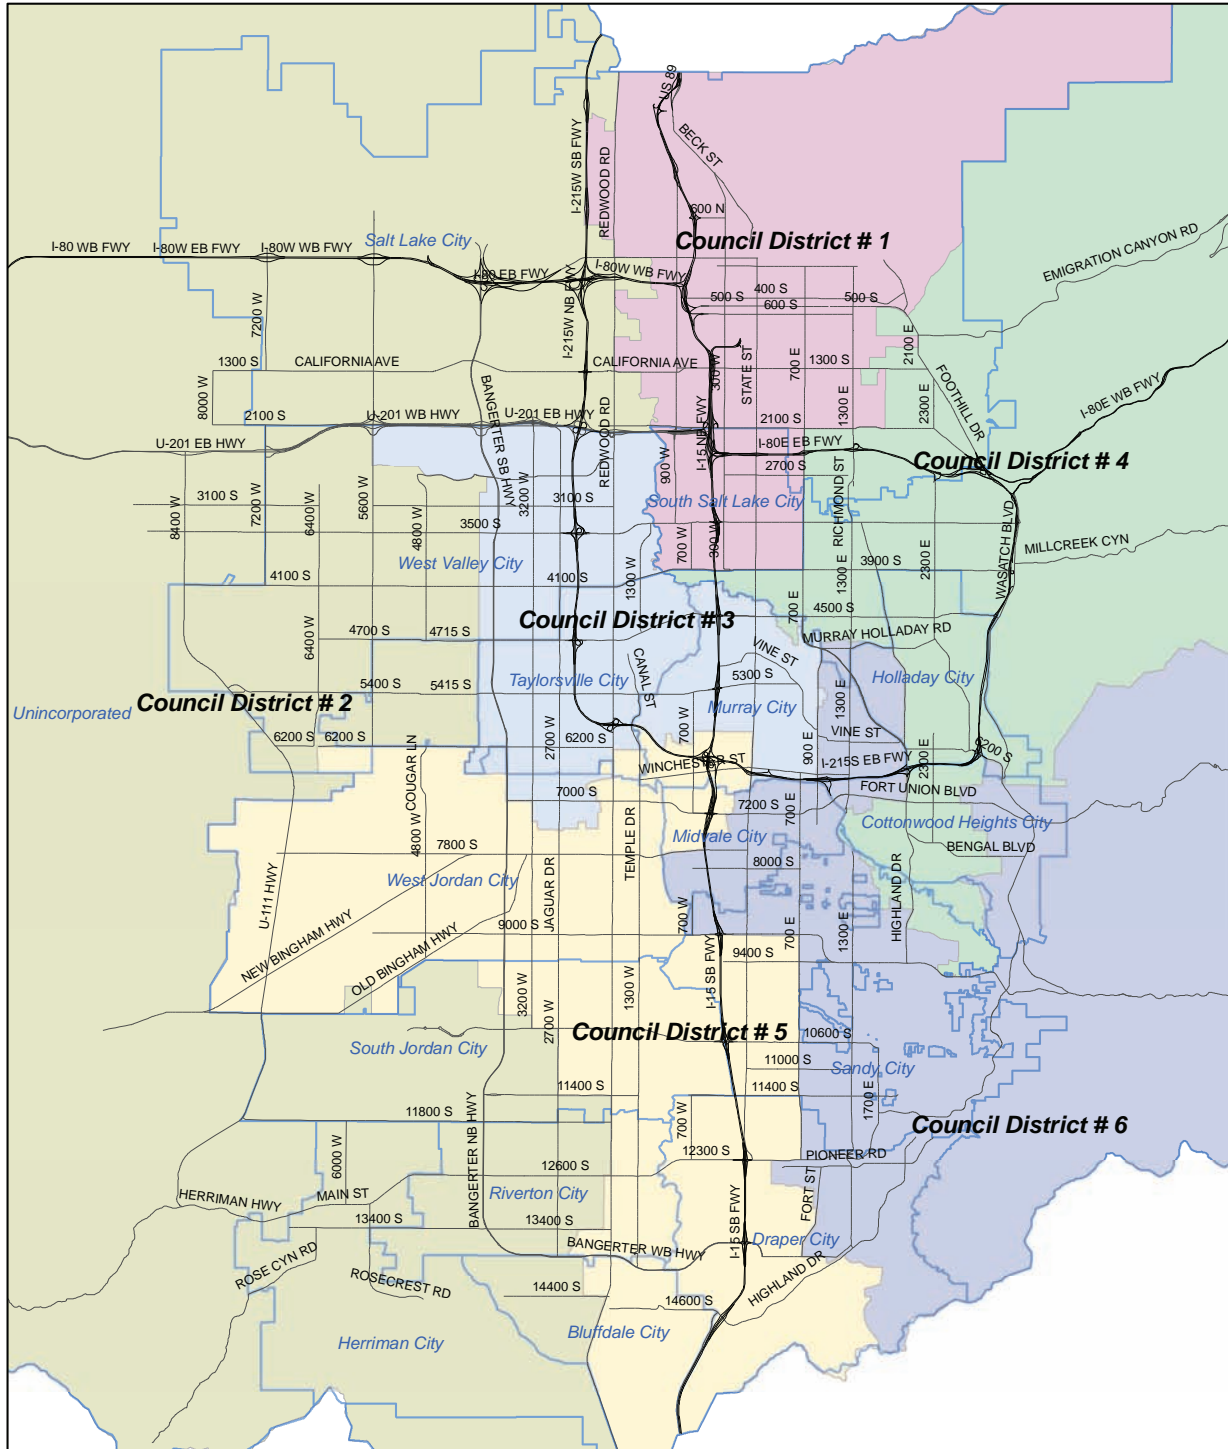 US 89
BECK ST
I-215W SB FWY
REDWOOD RD
600 N
Council District # 1
EMIGRATION CANYON RD
I-80 WB FWY
I-80W EB FWY
I-80W WB FWY
Salt Lake City
I-80 EB FWY
I-80W WB FWY
I-215W NB FWY
400 S
500 S
500 S
600 S
7200 W
2100 E
1300 S
CALIFORNIA AVE
CALIFORNIA AVE
300 W
STATE ST
700 E
1300 S
FOOTHILL DR
8000 W
BANGERTER SB HWY
REDWOOD RD
1300 E
2300 E
I-80E WB FWY
2100 S
U-201 WB HWY
U-201 EB HWY
I-15 NB FWY
2100 S
U-201 EB HWY
900 W
I-80E EB FWY
2700 S
RICHMOND ST
Council District # 4
3100 S
8400 W
7200 W
6400 W
5600 W
4800 W
3500 S
3200 W
3100 S
South Salt Lake City
WASATCH BLVD
MILLCREEK CYN
West Valley City
700 W
300 W
3900 S
2300 E
1300 E
4100 S
4100 S
1300 W
Council District # 3
700 E
4500 S
6400 W
4700 S
4715 S
MURRAY HOLLADAY RD
VINE ST
CANAL ST
5300 S
Holladay City
5400 S
5415 S
Taylorsville City
Council District # 2
Unincorporated
Murray City
1300 E
6200 S
6200 S
2700 W
6200 S
700 W
900 E
VINE ST
6200 S
WINCHESTER ST
I-215S EB FWY
2300 E
4800 W COUGAR LN
7000 S
7200 S
700 E
FORT UNION BLVD
Midvale City
Cottonwood Heights City
7800 S
TEMPLE DR
BENGAL BLVD
8000 S
West Jordan City
JAGUAR DR
HIGHLAND DR
U-111 HWY
NEW BINGHAM HWY
OLD BINGHAM HWY
9000 S
700 W
700 E
1300 E
9400 S
I-15 SB FWY
3200 W
1300 W
2700 W
Council District # 5
10600 S
South Jordan City
11000 S
Sandy City
11400 S
11400 S
1700 E
11800 S
BANGERTER NB HWY
700 W
Council District # 6
12300 S
PIONEER RD
6000 W
12600 S
HERRIMAN HWY
MAIN ST
Riverton City
FORT ST
13400 S
13400 S
I-15 SB FWY
Draper City
BANGERTER WB HWY
ROSE CYN RD
ROSECREST RD
HIGHLAND DR
14400 S
14600 S
Herriman City
Bluffdale City